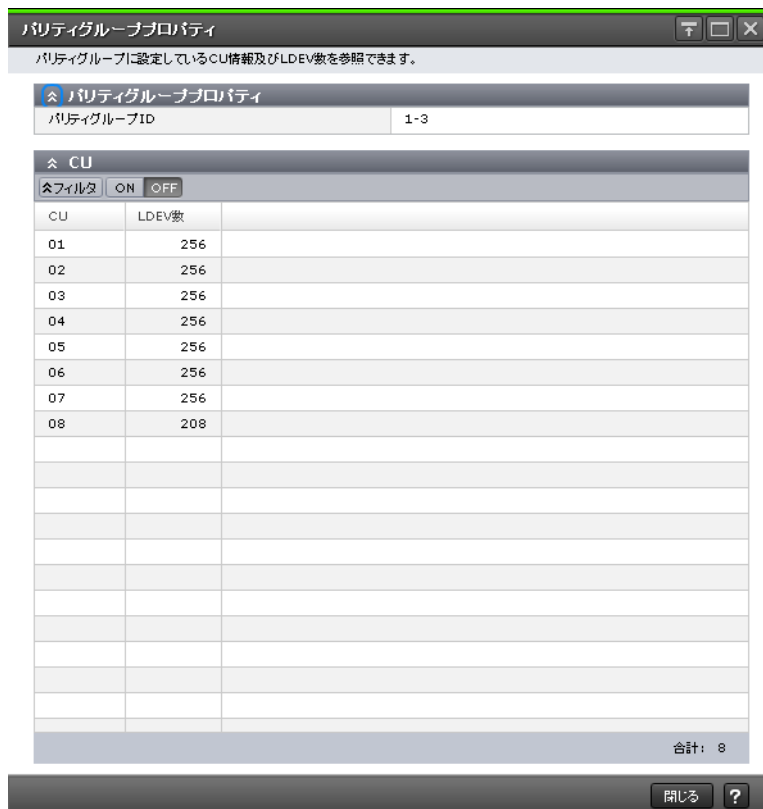 パリティグループプロパティ
パリティグループに設定しているCU情報及びLDEV数を参照できます。
パリティグループプロパティ
パリティグループID 1-3
CU
フィルタ ON OFF
CU LDEV数
01 256
02 256
03 256
04 256
05 256
06 256
07 256
08 208
合計: 8
閉じる ?